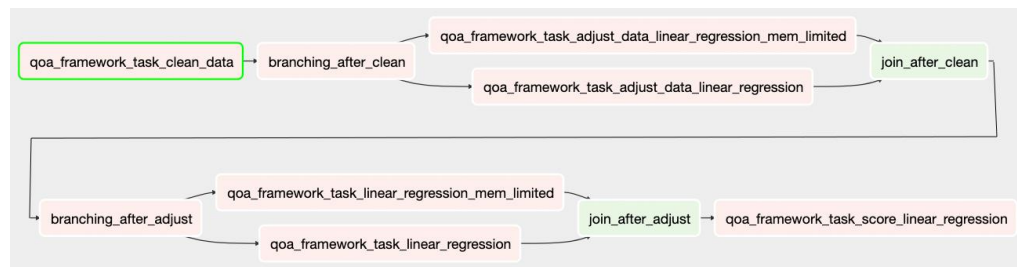 qoa_framework_task_clean_data
branching_after_clean
qoa_framework_task_adjust_data_linear_regression_mem_limited
qoa_framework_task_adjust_data_linear_regression
join_after_clean
branching_after_adjust
qoa_framework_task_linear_regression_mem_limited
qoa_framework_task_linear_regression
join_after_adjust
qoa_framework_task_score_linear_regression